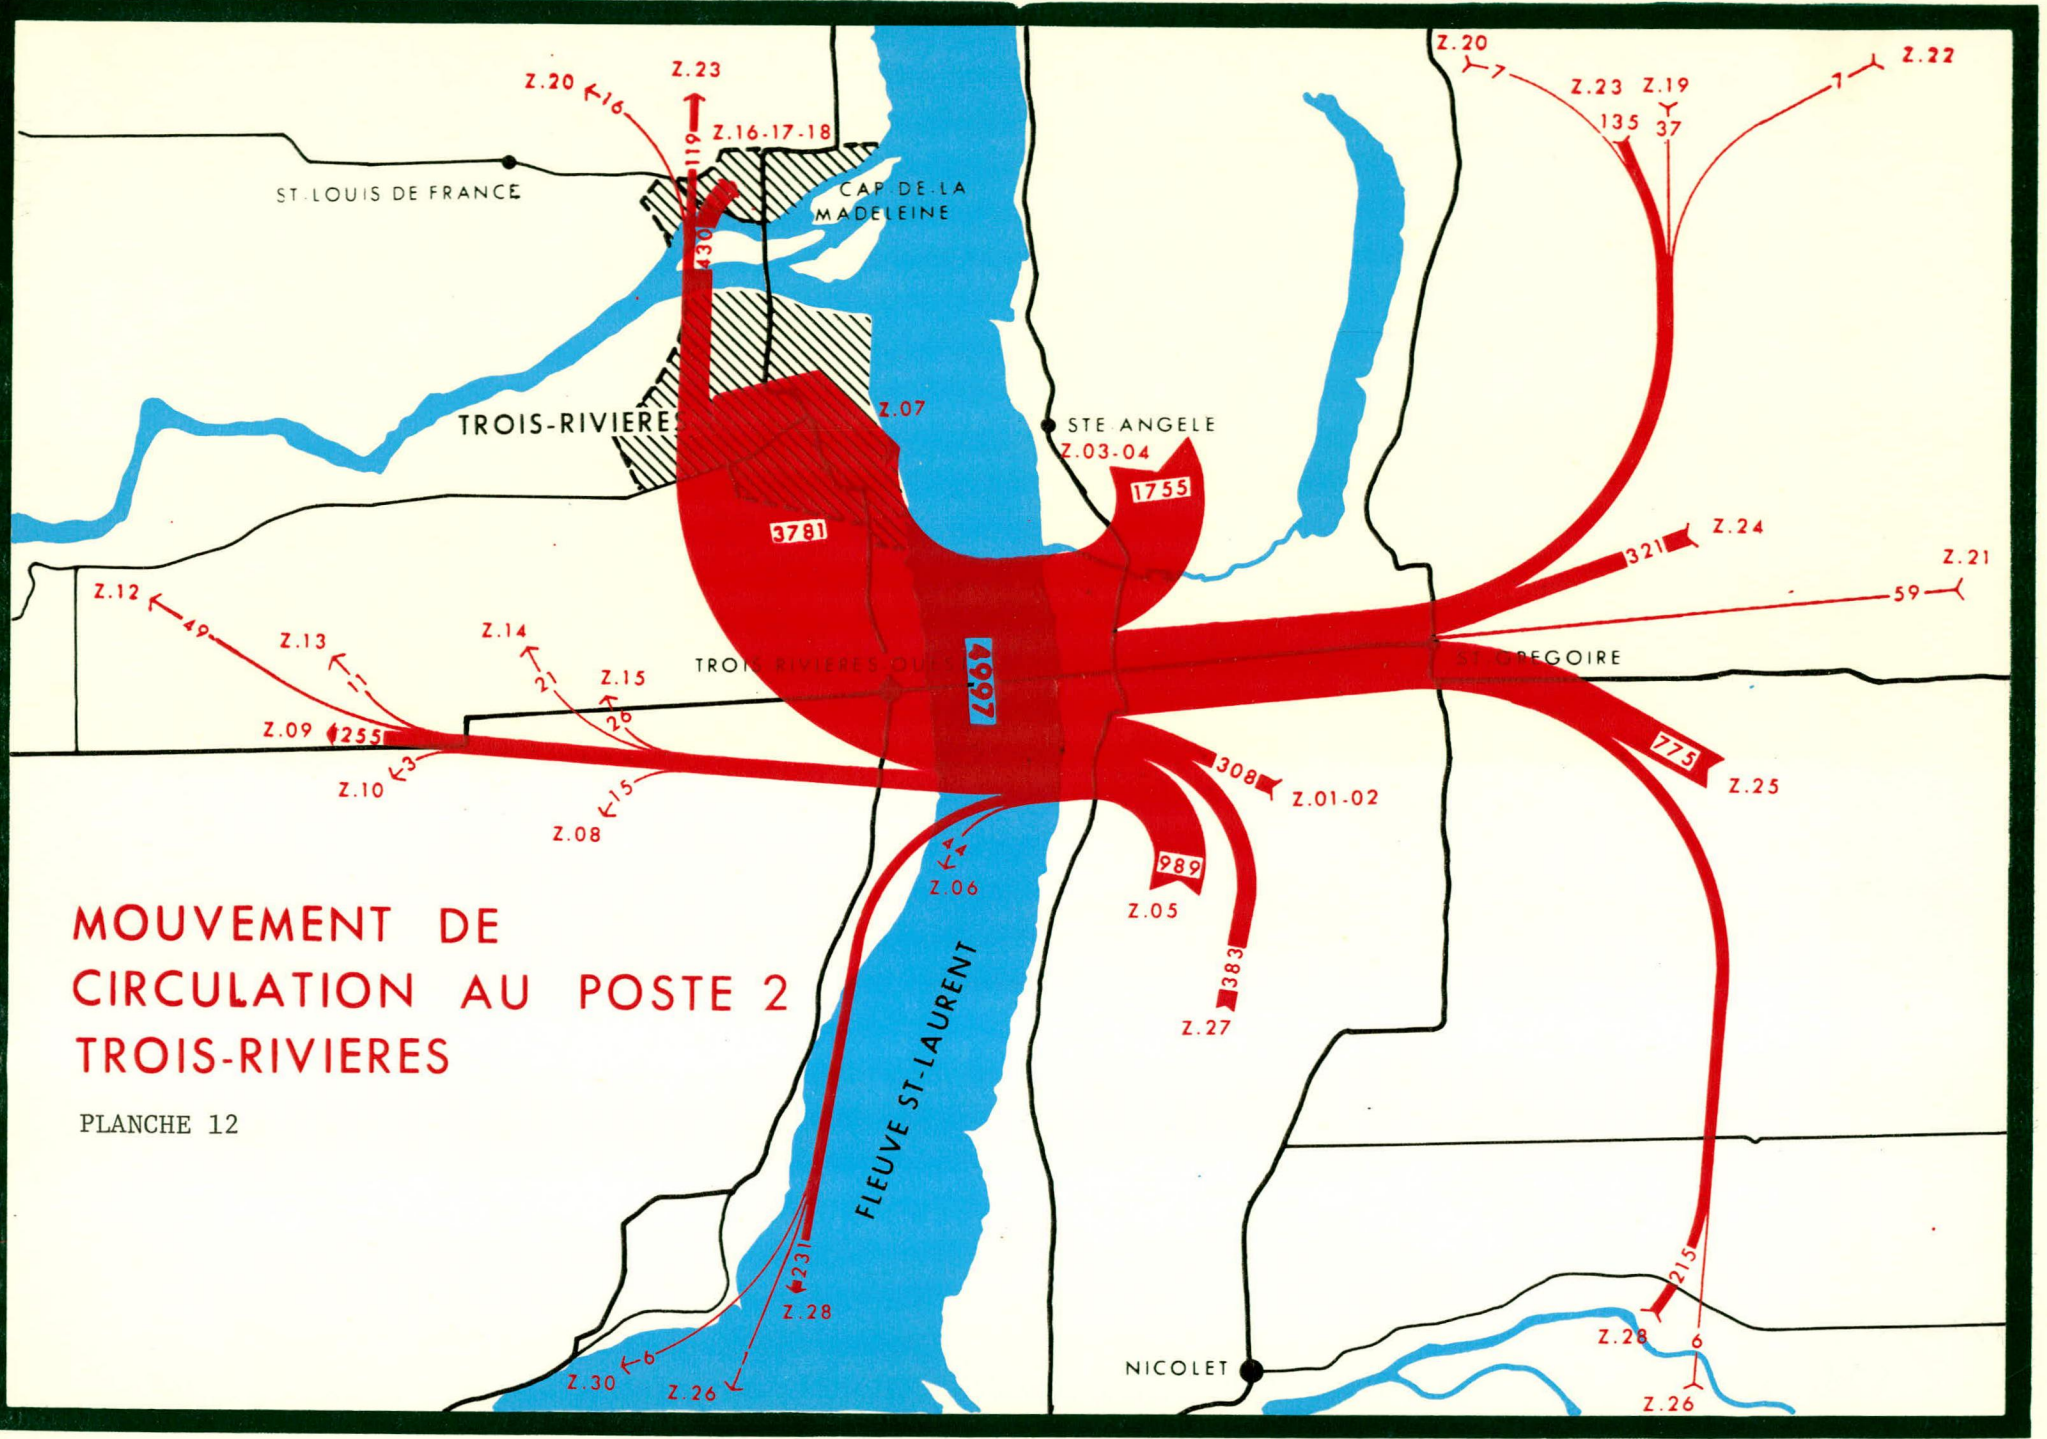 Z.20
7
Z.22
7
Z.23
Z.20
16
Z.23
Z.19
135
37
119
Z.16-17-18
ST-LOUIS DE FRANCE
CAP-DE-LA
MADELEINE
430
TROIS-RIVIERES
Z.07
STE-ANGELE
Z.03-04
1755
3781
321
Z.24
Z.21
59
Z.12
49
Z.13
11
Z.14
21
Z.15
26
TROIS RIVIERES OUEST
4997
ST GREGOIRE
Z.09
255
Z.10
3
15
Z.08
775
Z.25
308
Z.01-02
4
Z.06
989
Z.05
383
Z.27
MOUVEMENT DE
CIRCULATION AU POSTE 2
TROIS-RIVIERES
PLANCHE 12
FLEUVE ST-LAURENT
231
Z.28
6
Z.30
1
Z.26
215
Z.28
6
Z.26
NICOLET